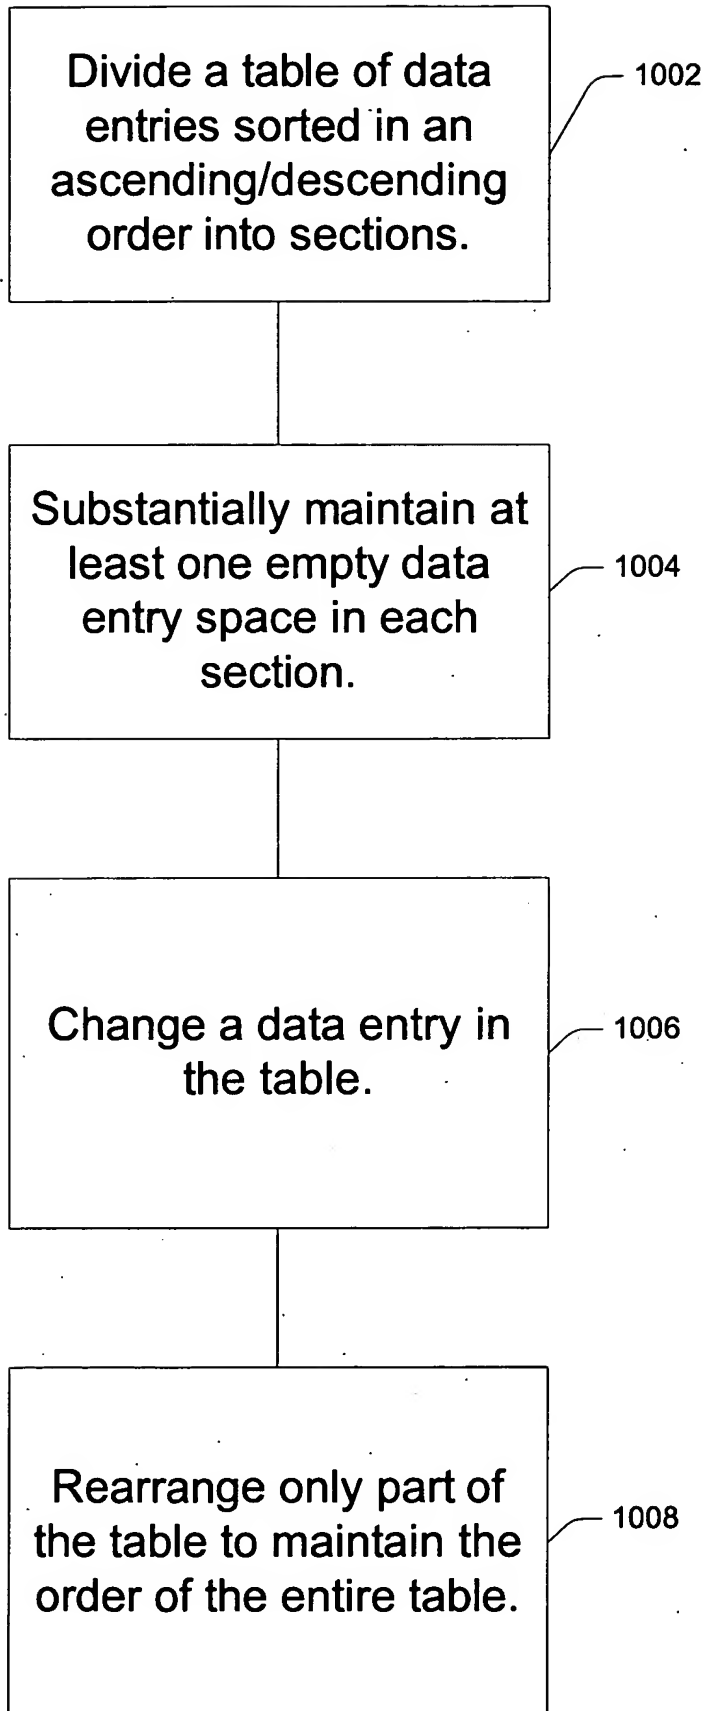 Divide a table of data
entries sorted in an
ascending/descending
order into sections.
1002
Substantially maintain at
least one empty data
entry space in each
section.
1004
Change a data entry in
the table.
1006
Rearrange only part of
the table to maintain the
order of the entire table.
1008